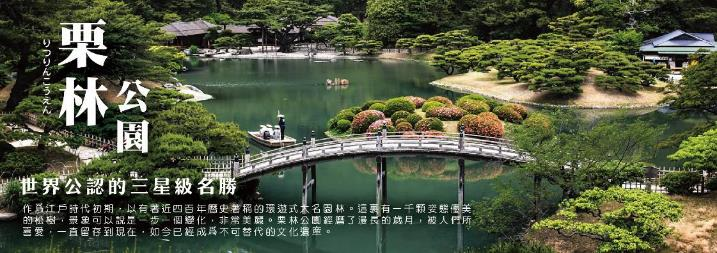 栗林
りつりんこうえん
公園
世界公認的三星級名勝
作爲江戶時代初期，以有著近四百年歷史著稱的環遊式大名園林。這裏有一千顆姿態優美
的松樹，景象可以說是一步一個變化，非常美麗。栗林公園經曆了漫長的歲月，被人們所
喜愛，一直留存到現在，如今已經成爲不可替代的文化遺産。